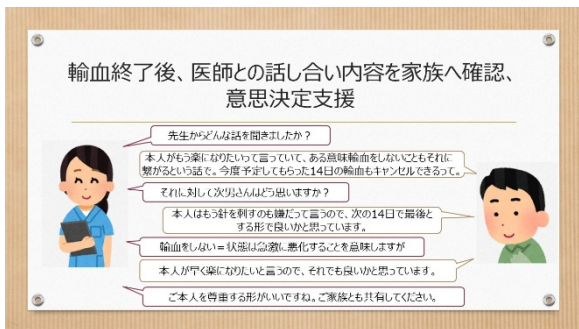 輸血終了後、医師との話し合い内容を家族へ確認、
意思決定支援
先生からどんな話を聞きましたか？
本人がもう楽になりたいって言っていて、ある意味輸血をしないこともそれに
繋がるという話で。今度予定してもらった14日の輸血もキャンセルできるって。
それに対して次男さんはどう思いますか？
本人はもう針を刺すのも嫌だって言うので、次の14日で最後と
する形で良いかと思っています。
輸血をしない＝状態は急激に悪化することを意味しますが
本人が早く楽になりたいと言うので、それでも良いかと思っています。
ご本人を尊重する形がいいですね。ご家族とも共有してください。